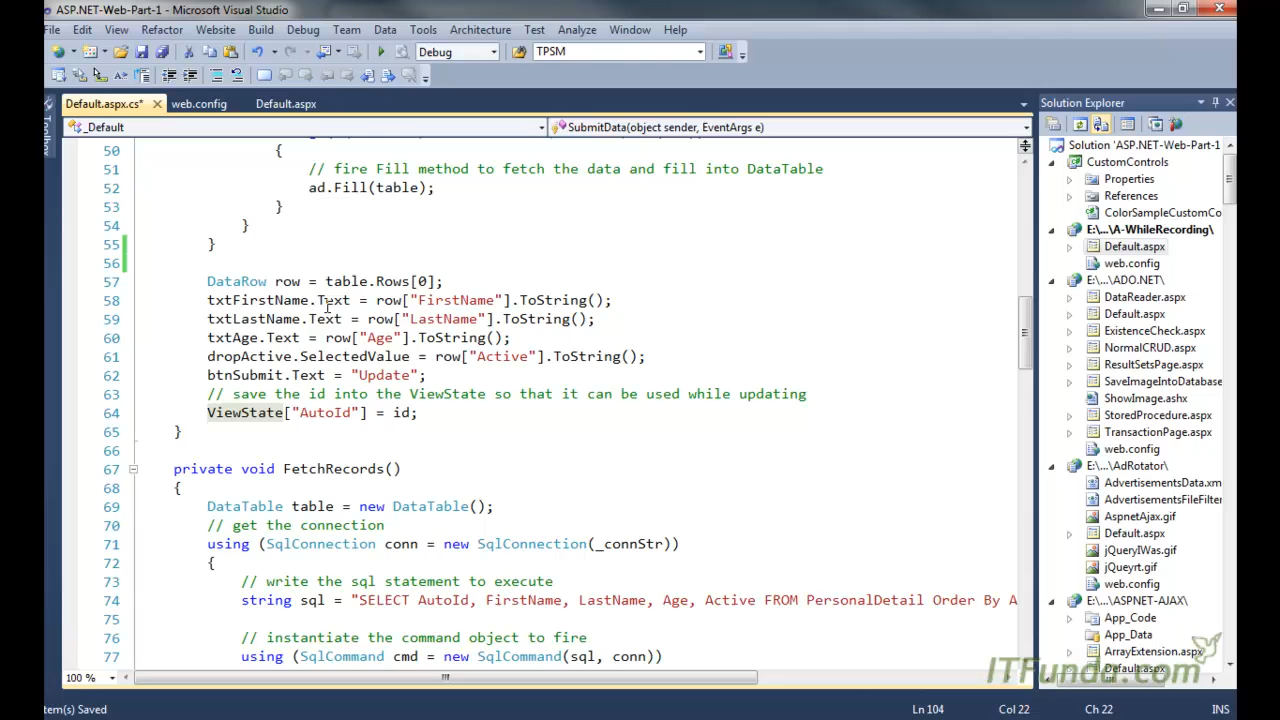 ASP.NET-Web-Part-1 - Microsoft Visual Studio
File Edit View Refactor Website Build Debug Team Data Tools Architecture Test Analyze Window Help
Debug TPSM
Default.aspx.cs* web.config Default.aspx
_Default SubmitData(object sender, EventArgs e)
50 {
51 // fire Fill method to fetch the data and fill into DataTable
52 ad.Fill(table);
53 }
54 }
55 }
56
57 DataRow row = table.Rows[0];
58 txtFirstName.Text = row["FirstName"].ToString();
59 txtLastName.Text = row["LastName"].ToString();
60 txtAge.Text = row["Age"].ToString();
61 dropActive.SelectedValue = row["Active"].ToString();
62 btnSubmit.Text = "Update";
63 // save the id into the ViewState so that it can be used while updating
64 ViewState["AutoId"] = id;
65 }
66
67 private void FetchRecords()
68 {
69 DataTable table = new DataTable();
70 // get the connection
71 using (SqlConnection conn = new SqlConnection(_connStr))
72 {
73 // write the sql statement to execute
74 string sql = "SELECT AutoId, FirstName, LastName, Age, Active FROM PersonalDetail Order By A
75
76 // instantiate the command object to fire
77 using (SqlCommand cmd = new SqlCommand(sql, conn))
100 %
Toolbox
Solution Explorer
Solution 'ASP.NET-Web-Part-1
CustomControls
Properties
References
ColorSampleCustomCo
E:\...\A-WhileRecording\
Default.aspx
web.config
E:\...\ADO.NET\
DataReader.aspx
Default.aspx
ExistenceCheck.aspx
NormalCRUD.aspx
ResultSetsPage.aspx
SaveImageIntoDatabase
ShowImage.ashx
StoredProcedure.aspx
TransactionPage.aspx
web.config
E:\...\AdRotator\
AdvertisementsData.xm
AdvertisementsFileFilter
AspnetAjax.gif
Default.aspx
jQueryIWas.gif
jQueyrt.gif
web.config
E:\...\ASPNET-AJAX\
App_Code
App_Data
ArrayExtension.aspx
Default.aspx
ITFunda.com
Item(s) Saved Ln 104 Col 22 Ch 22 INS